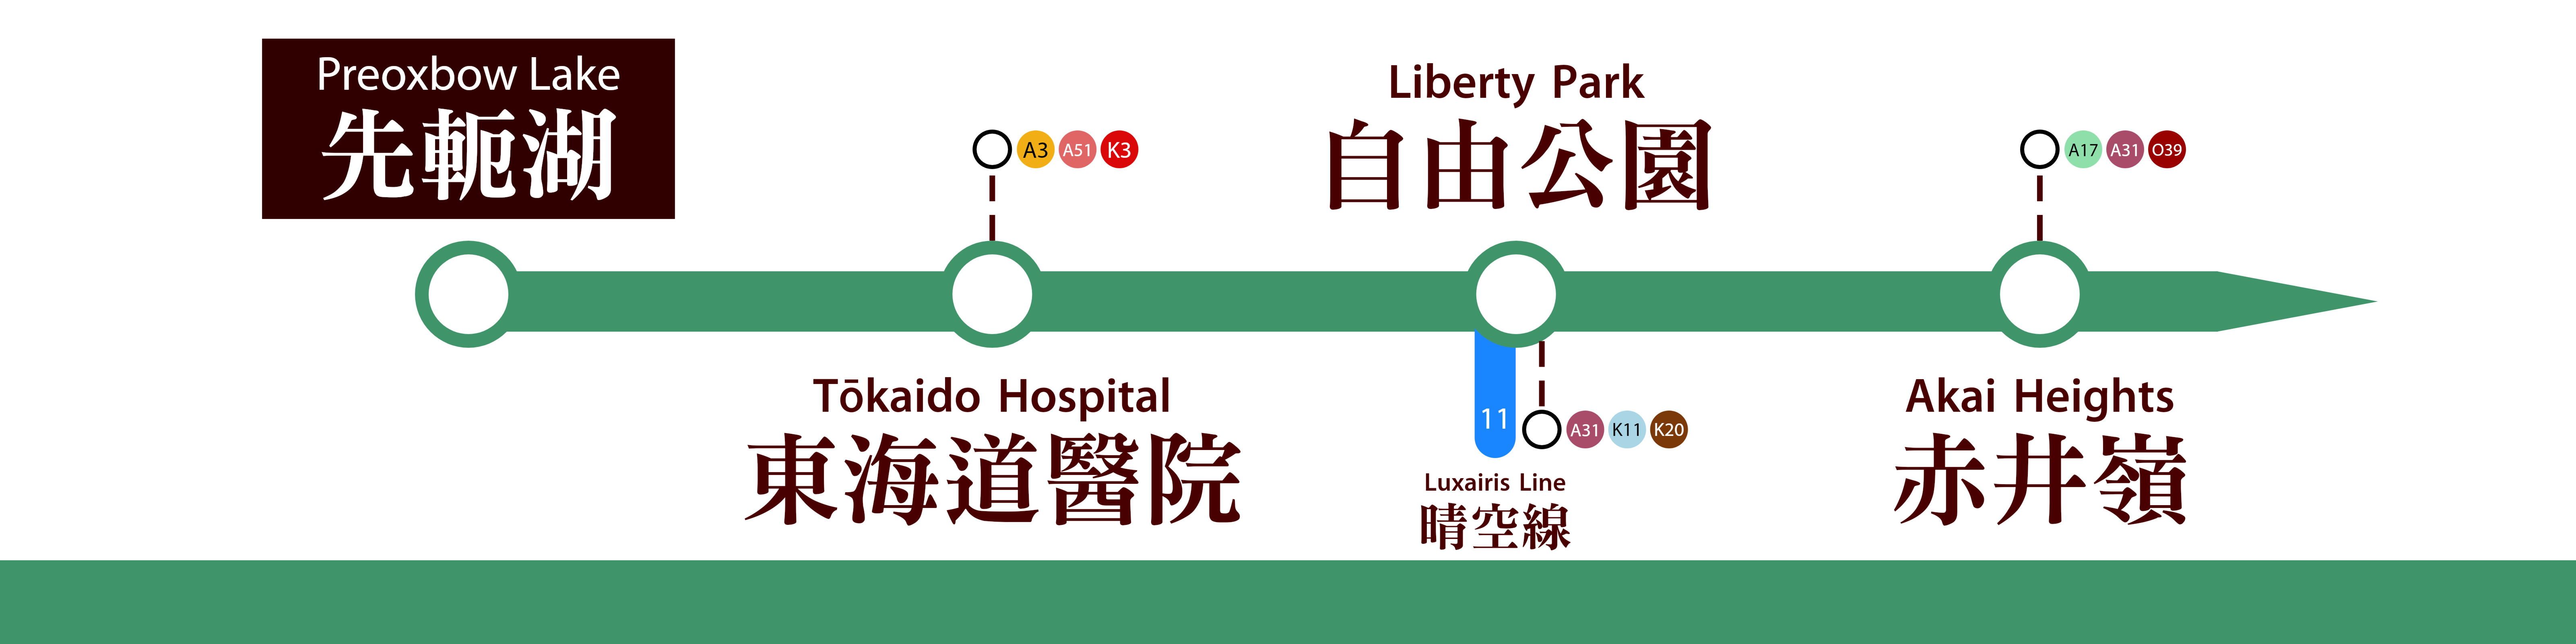 Preoxbow Lake
先軛湖
A3 A51 K3
Tōkaido Hospital
東海道醫院
Liberty Park
自由公園
11
A31 K11 K20
Luxairis Line
晴空線
A17 A31 O39
Akai Heights
赤井嶺